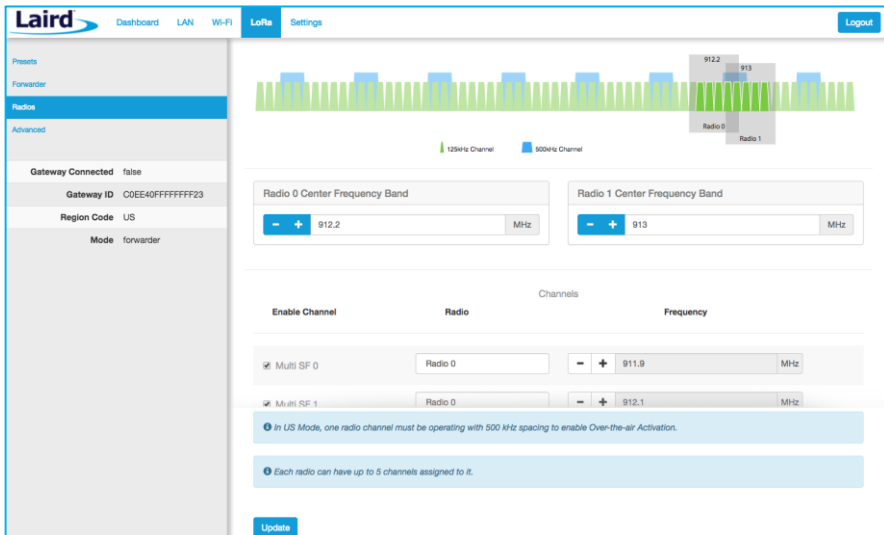 Laird
Dashboard LAN Wi-Fi LoRa Settings Logout
Presets
Forwarder
Radios
Advanced
Gateway Connected false
Gateway ID C0EE40FFFFFFFF23
Region Code US
Mode forwarder
912.2
913
Radio 0
Radio 1
125kHz Channel 500kHz Channel
Radio 0 Center Frequency Band Radio 1 Center Frequency Band
- + 912.2 MHz - + 913 MHz
Channels
Enable Channel Radio Frequency
Multi SF 0 Radio 0 - + 911.9 MHz
Multi SF 1 Radio 0 - + 912.1 MHz
In US Mode, one radio channel must be operating with 500 kHz spacing to enable Over-the-air Activation.
Each radio can have up to 5 channels assigned to it.
Update